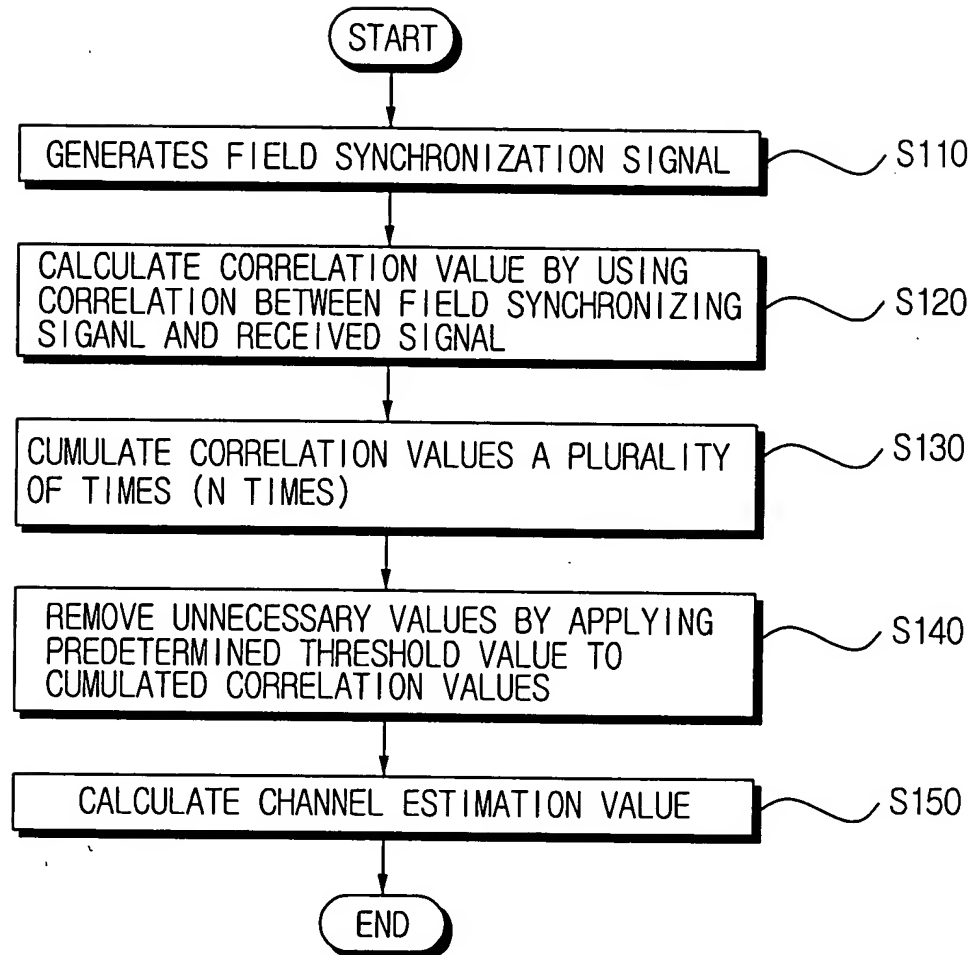 START
GENERATES FIELD SYNCHRONIZATION SIGNAL
S110
CALCULATE CORRELATION VALUE BY USING
CORRELATION BETWEEN FIELD SYNCHRONIZING
SIGANL AND RECEIVED SIGNAL
S120
CUMULATE CORRELATION VALUES A PLURALITY
OF TIMES (N TIMES)
S130
REMOVE UNNECESSARY VALUES BY APPLYING
PREDETERMINED THRESHOLD VALUE TO
CUMULATED CORRELATION VALUES
S140
CALCULATE CHANNEL ESTIMATION VALUE
S150
END